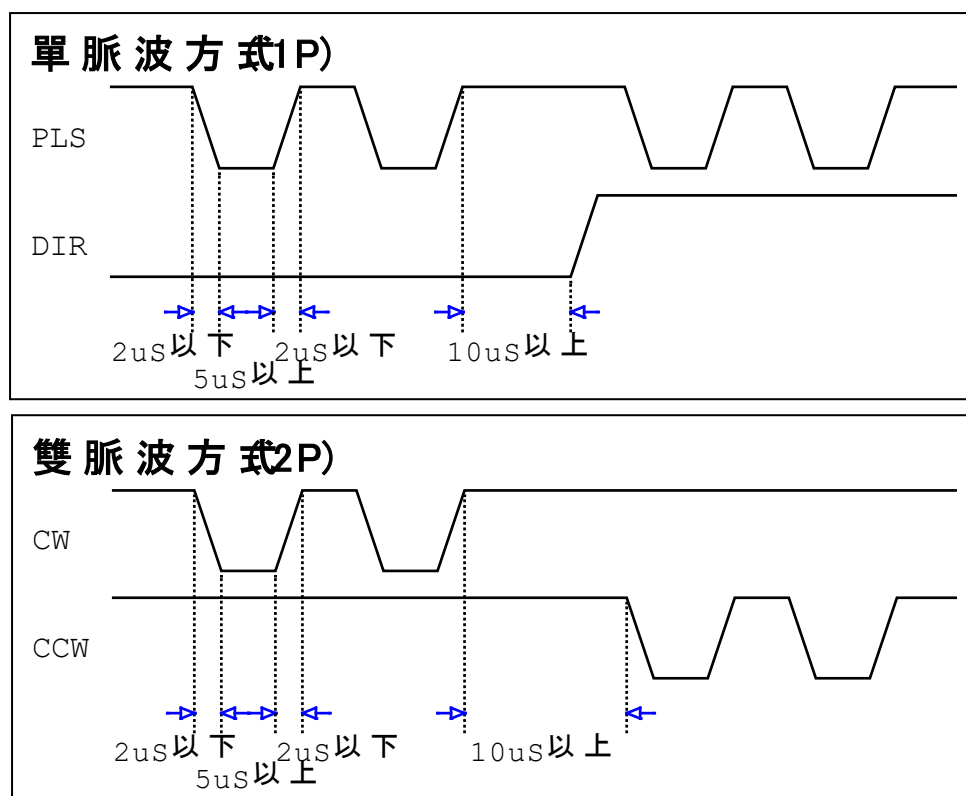 單脈波方式1P)
PLS
DIR
2uS以下
2uS以下
10uS以上
5uS以上
雙脈波方式2P)
CW
CCW
2uS以下
2uS以下
10uS以上
5uS以上